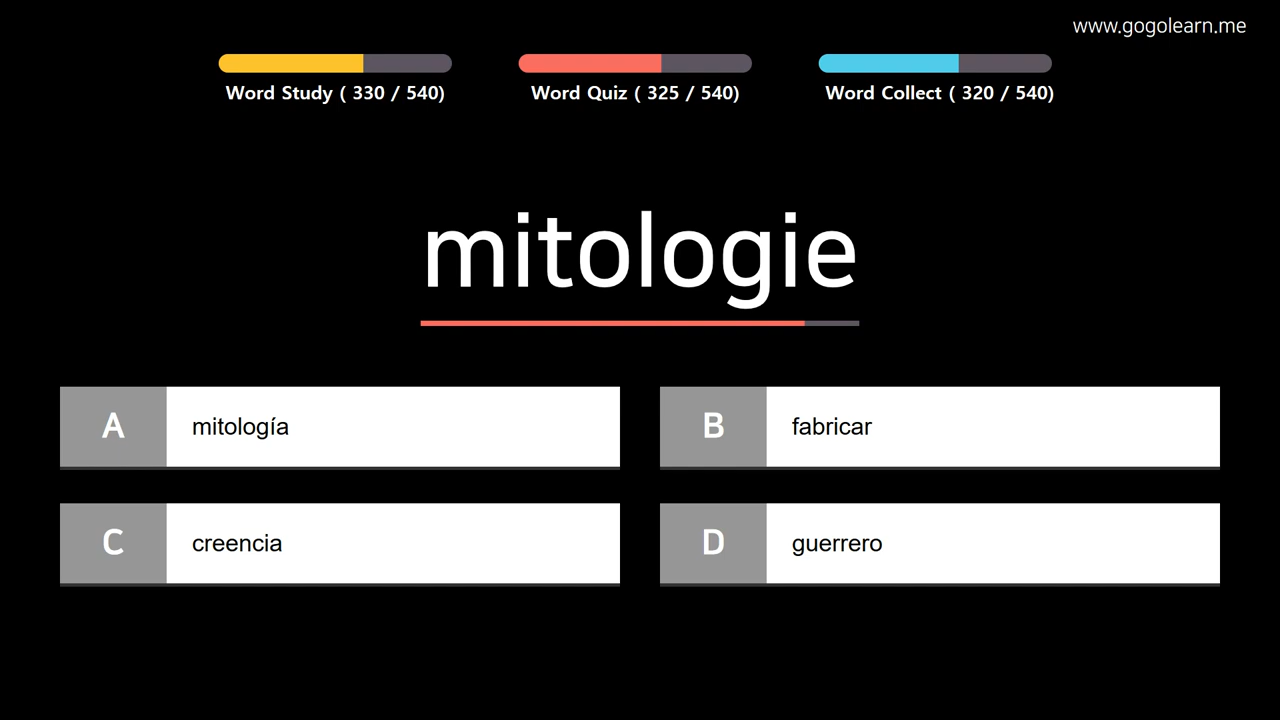 www.gogolearn.me
Word Study ( 330 / 540)
Word Quiz ( 325 / 540)
Word Collect ( 320 / 540)
mitologie
A mitología
B fabricar
C creencia
D guerrero